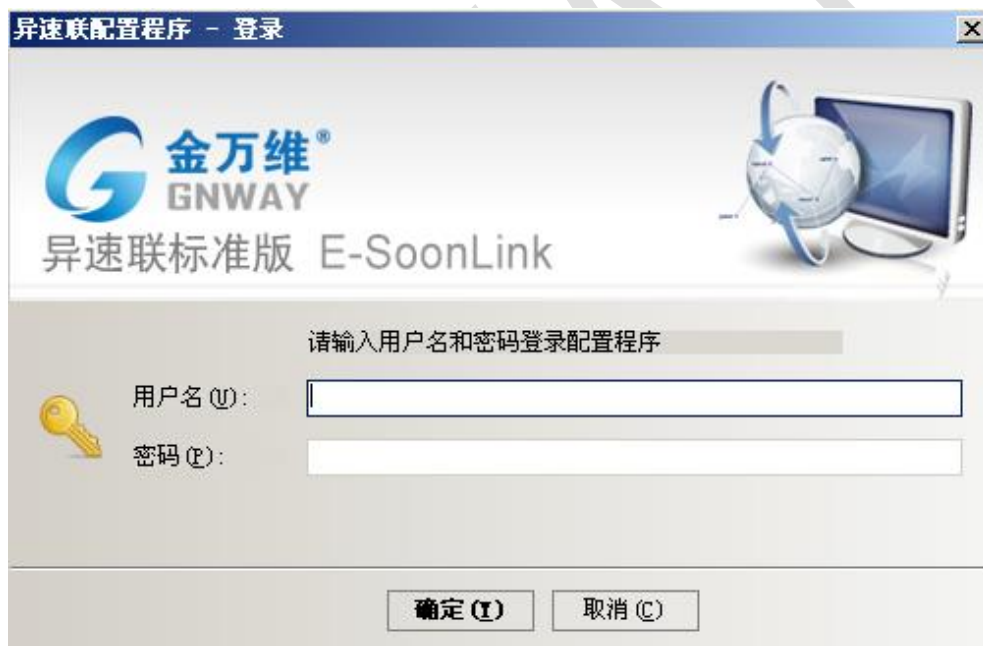 异速联配置程序 - 登录
金万维®
GNWAY
异速联标准版 E-SoonLink
请输入用户名和密码登录配置程序
用户名(U):
密码(P):
确定(Y) 取消(C)